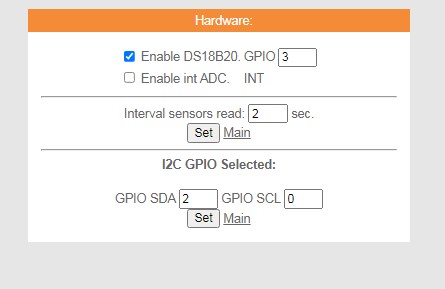 Hardware:
Enable DS18B20. GPIO 3
Enable int ADC. INT
Interval sensors read: 2 sec.
Set Main
I2C GPIO Selected:
GPIO SDA 2 GPIO SCL 0
Set Main